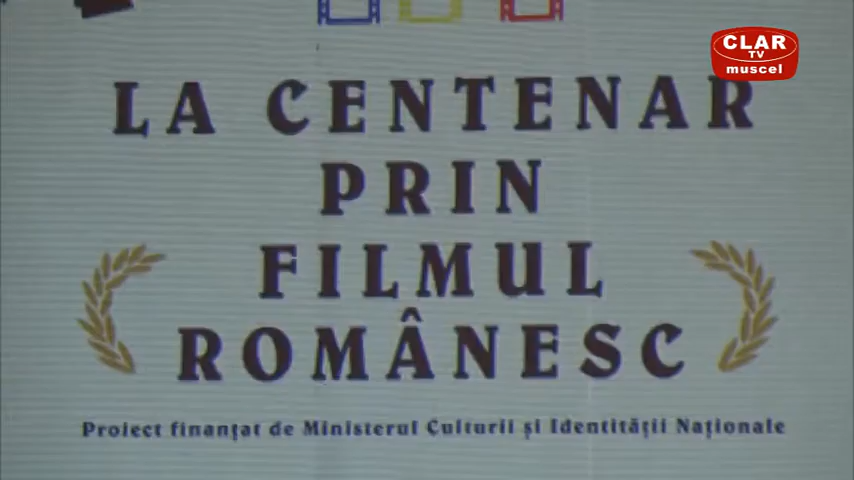 CLAR
TV
muscel
LA CENTENAR
PRIN
FILMUL
ROMÂNESC
Proiect finanțat de Ministerul Culturii și Identității Naționale